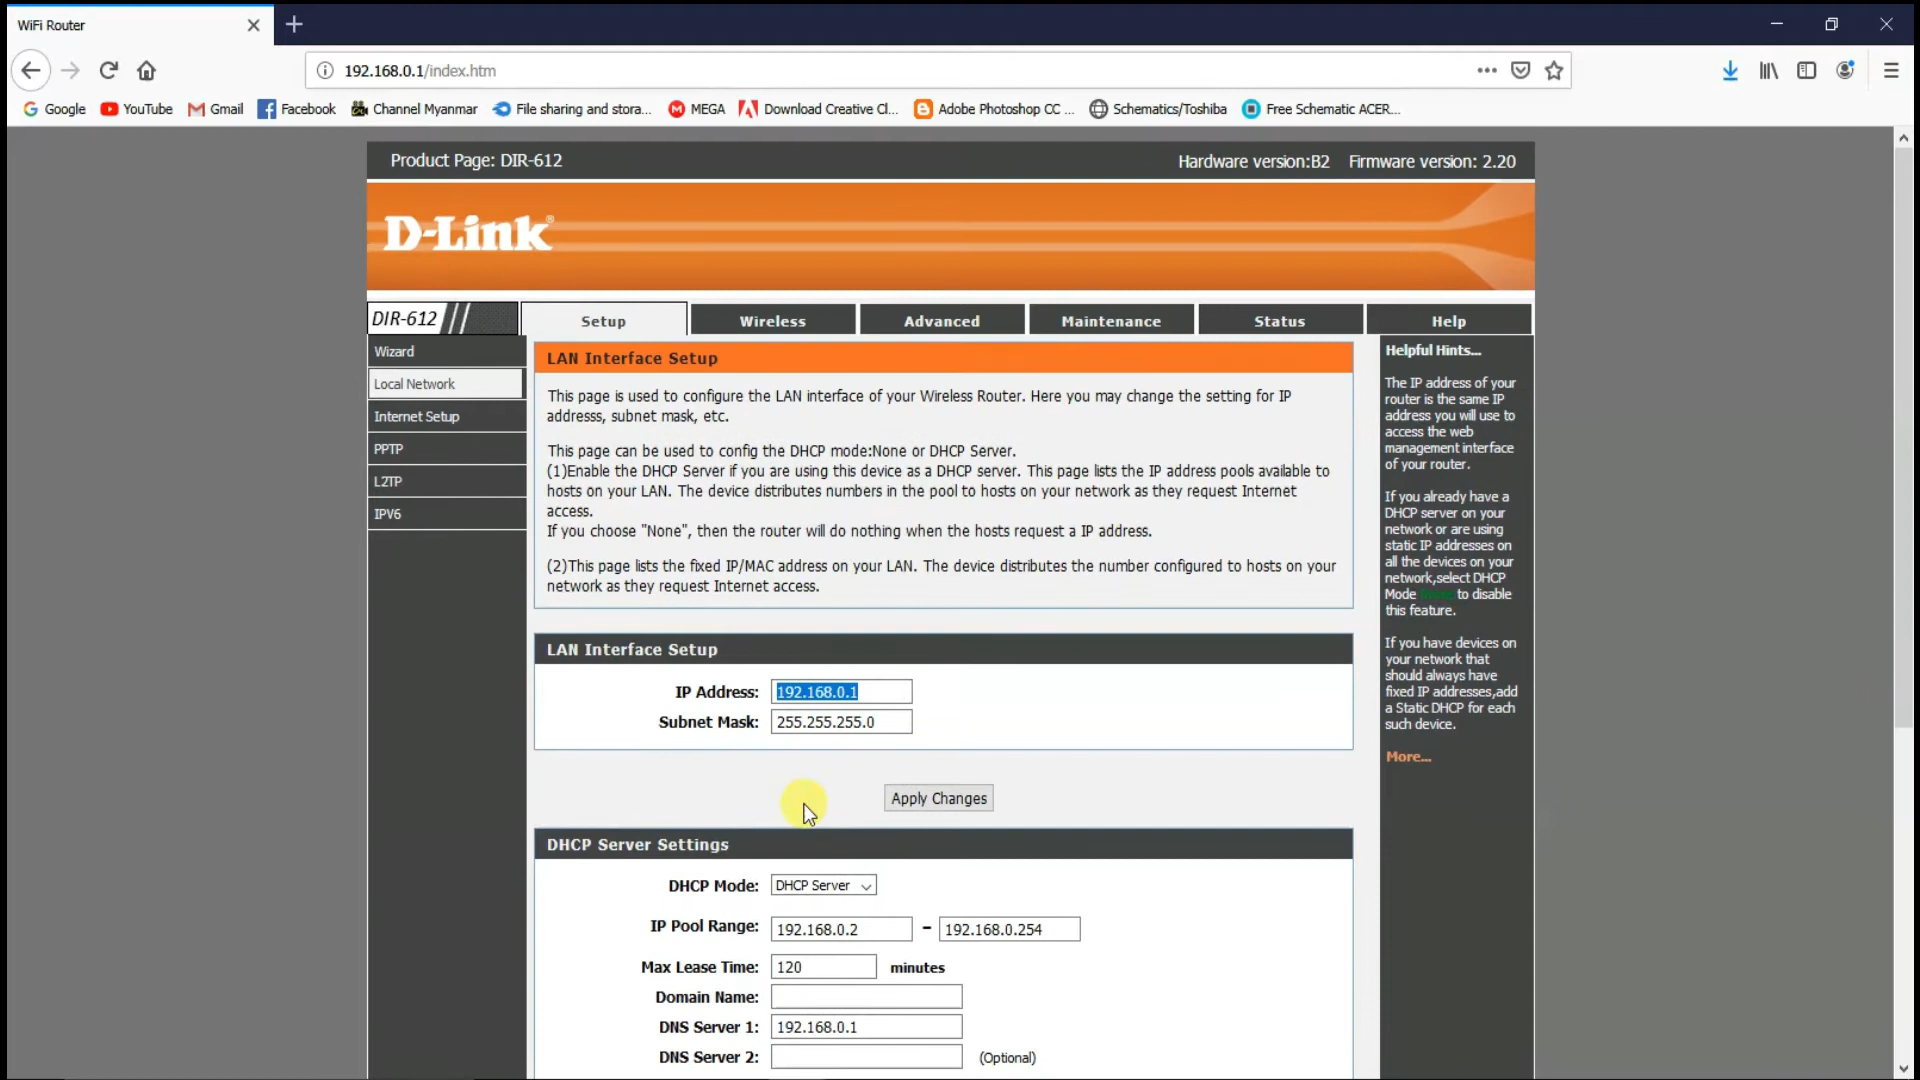 WiFi Router
192.168.0.1/index.htm
Google YouTube Gmail Facebook Channel Myanmar File sharing and stora... MEGA Download Creative Cl... Adobe Photoshop CC ... Schematics/Toshiba Free Schematic ACER...
Product Page: DIR-612 Hardware version:B2 Firmware version: 2.20
D-Link®
DIR-612 Setup Wireless Advanced Maintenance Status Help
Wizard
Local Network
Internet Setup
PPTP
L2TP
IPV6
LAN Interface Setup
This page is used to configure the LAN interface of your Wireless Router. Here you may change the setting for IP
addresss, subnet mask, etc.
This page can be used to config the DHCP mode:None or DHCP Server.
(1)Enable the DHCP Server if you are using this device as a DHCP server. This page lists the IP address pools available to
hosts on your LAN. The device distributes numbers in the pool to hosts on your network as they request Internet
access.
If you choose "None", then the router will do nothing when the hosts request a IP address.
(2)This page lists the fixed IP/MAC address on your LAN. The device distributes the number configured to hosts on your
network as they request Internet access.
LAN Interface Setup
IP Address: 192.168.0.1
Subnet Mask: 255.255.255.0
Apply Changes
DHCP Server Settings
DHCP Mode: DHCP Server
IP Pool Range: 192.168.0.2 - 192.168.0.254
Max Lease Time: 120 minutes
Domain Name:
DNS Server 1: 192.168.0.1
DNS Server 2: (Optional)
Helpful Hints...
The IP address of your
router is the same IP
address you will use to
access the web
management interface
of your router.
If you already have a
DHCP server on your
network or are using
static IP addresses on
all the devices on your
network,select DHCP
Mode to disable
this feature.
If you have devices on
your network that
should always have
fixed IP addresses,add
a Static DHCP for each
such device.
More...